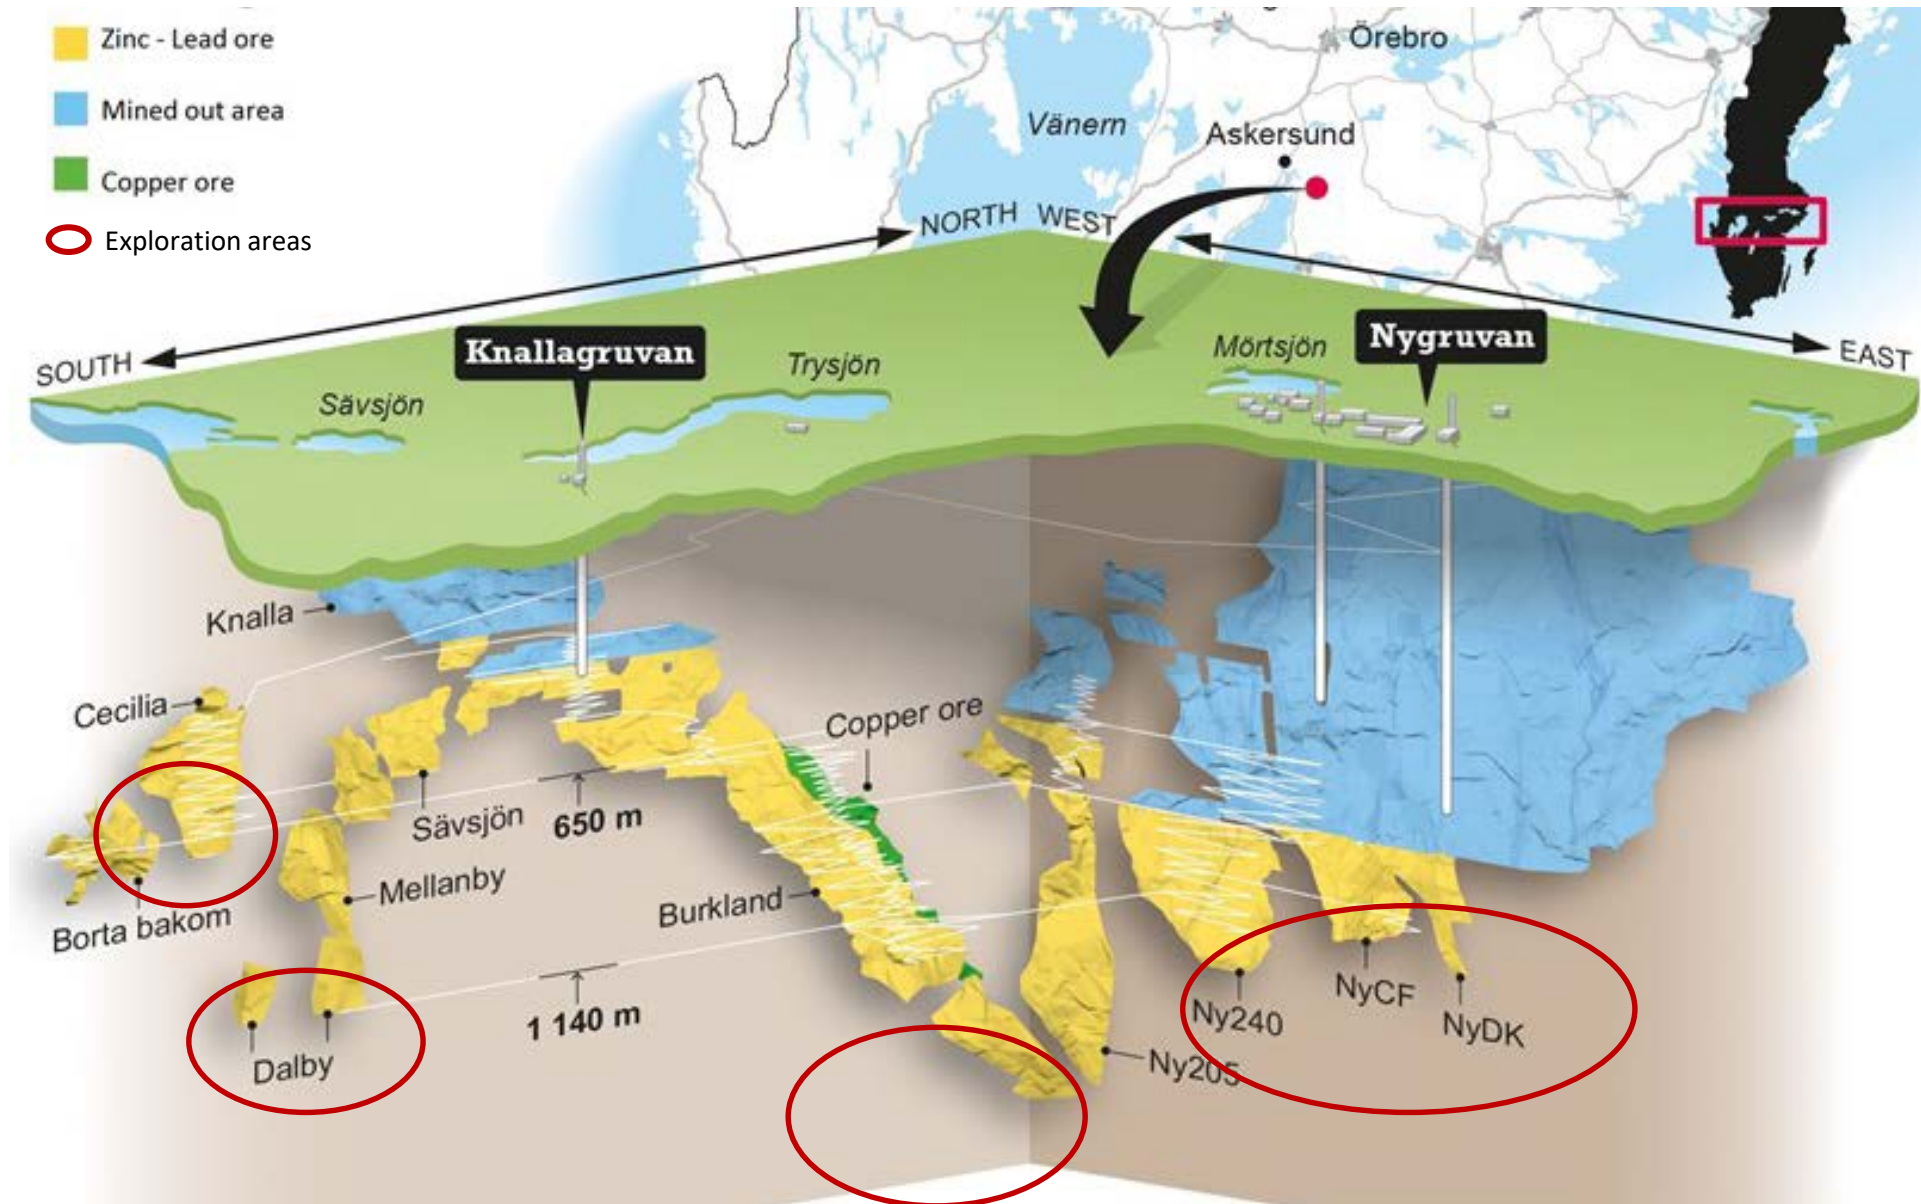 Zinc - Lead ore
Mined out area
Copper ore
Exploration areas
Örebro
Vänern
Askersund
NORTH
WEST
SOUTH
EAST
Knallagruvan
Nygruvan
Sävsjön
Trysjön
Mörtsjön
Knalla
Cecilia
Copper ore
Sävsjön
650 m
Mellanby
Burkland
Borta bakom
1 140 m
Dalby
Ny205
Ny240
NyCF
NyDK